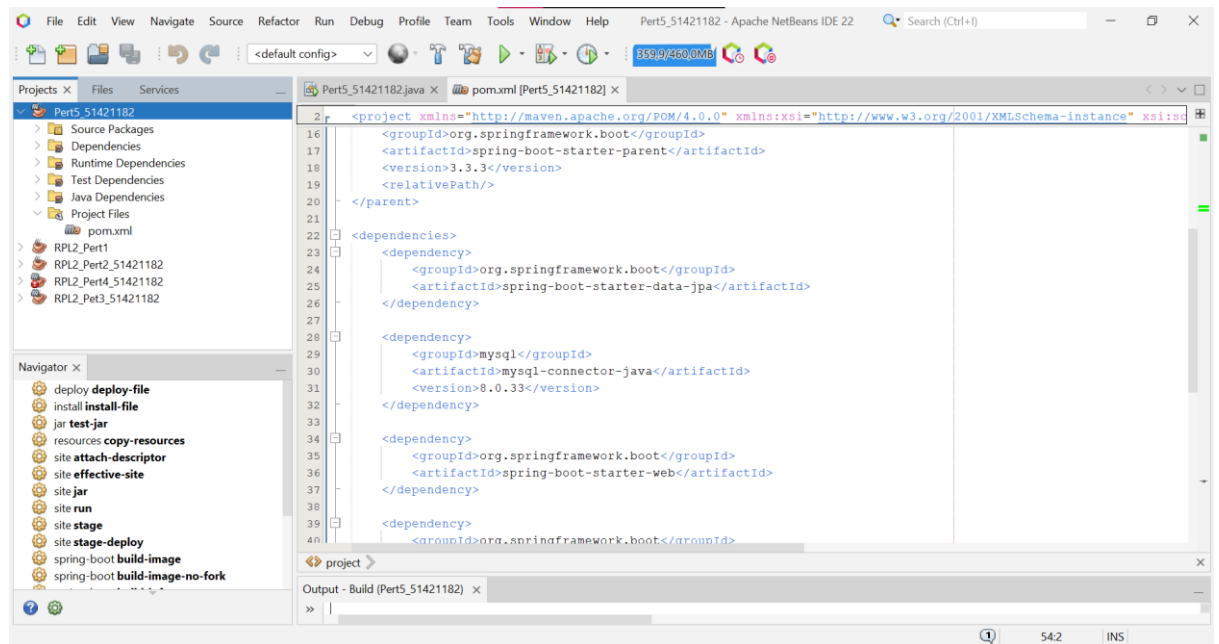 File Edit View Navigate Source Refactor Run Debug Profile Team Tools Window Help Pert5_51421182 - Apache NetBeans IDE 22 Search (Ctrl+I)
<default config> 359,9/460,0MB
Projects Files Services
Pert5_51421182
Source Packages
Dependencies
Runtime Dependencies
Test Dependencies
Java Dependencies
Project Files
pom.xml
RPL2_Pert1
RPL2_Pert2_51421182
RPL2_Pert4_51421182
RPL2_Pet3_51421182
Navigator
deploy deploy-file
install install-file
jar test-jar
resources copy-resources
site attach-descriptor
site effective-site
site jar
site run
site stage
site stage-deploy
spring-boot build-image
spring-boot build-image-no-fork
Pert5_51421182.java pom.xml [Pert5_51421182]
2 <project xmlns="http://maven.apache.org/POM/4.0.0" xmlns:xsi="http://www.w3.org/2001/XMLSchema-instance" xsi:sc
16 <groupId>org.springframework.boot</groupId>
17 <artifactId>spring-boot-starter-parent</artifactId>
18 <version>3.3.3</version>
19 <relativePath/>
20 </parent>
21
22 <dependencies>
23 <dependency>
24 <groupId>org.springframework.boot</groupId>
25 <artifactId>spring-boot-starter-data-jpa</artifactId>
26 </dependency>
27
28 <dependency>
29 <groupId>mysql</groupId>
30 <artifactId>mysql-connector-java</artifactId>
31 <version>8.0.33</version>
32 </dependency>
33
34 <dependency>
35 <groupId>org.springframework.boot</groupId>
36 <artifactId>spring-boot-starter-web</artifactId>
37 </dependency>
38
39 <dependency>
40 <groupId>org.springframework.boot</groupId>
project
Output - Build (Pert5_51421182)
1 54:2 INS